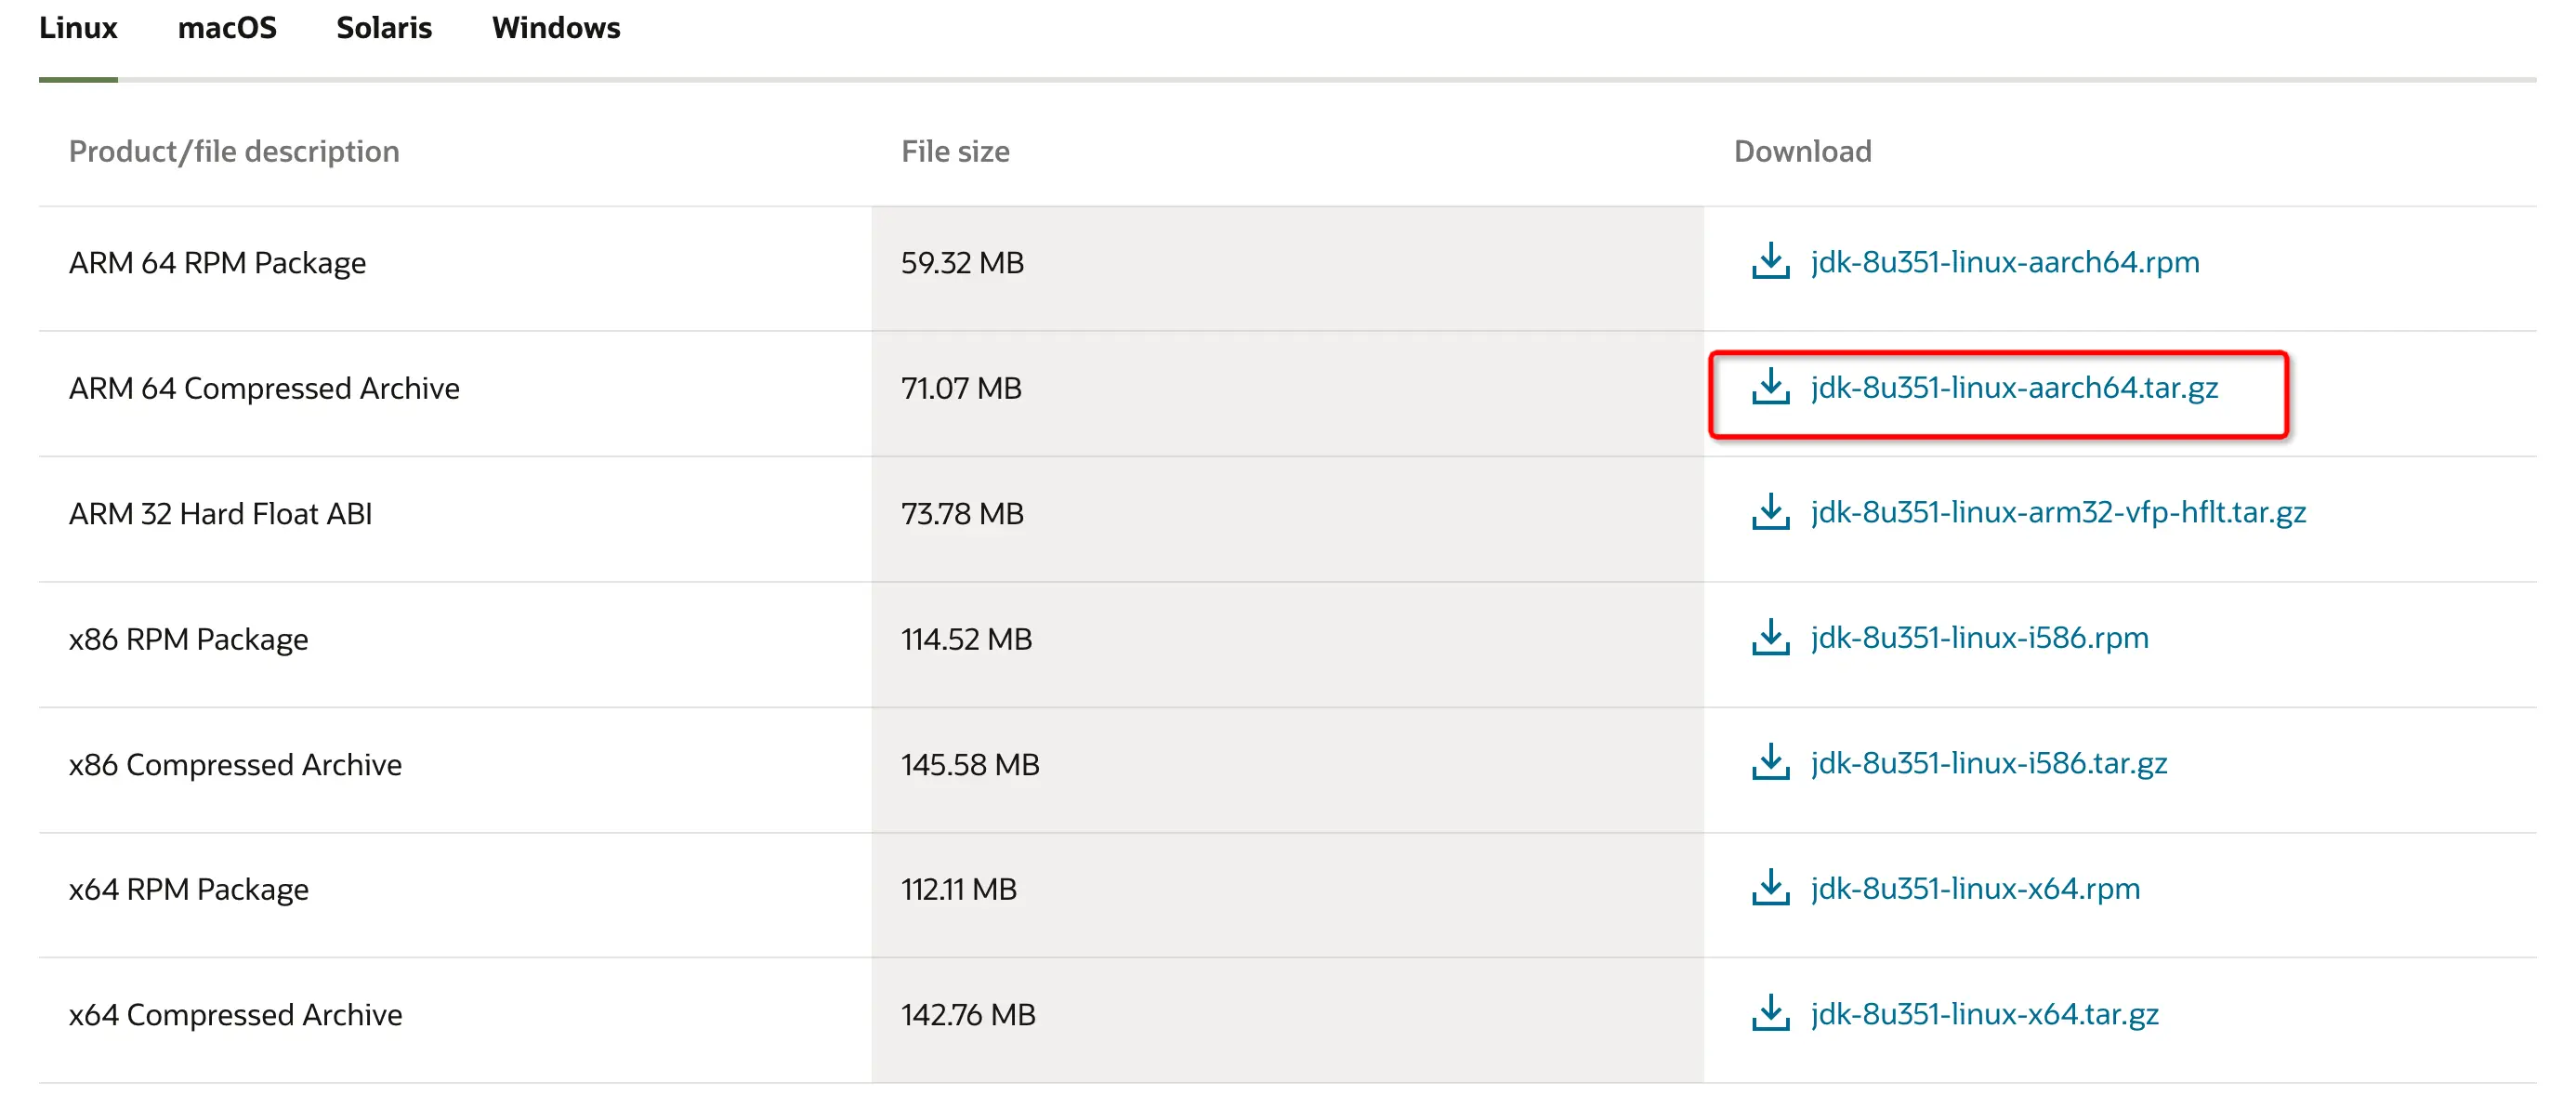 Linux macOS Solaris Windows
Product/file description File size Download
ARM 64 RPM Package 59.32 MB jdk-8u351-linux-aarch64.rpm
ARM 64 Compressed Archive 71.07 MB jdk-8u351-linux-aarch64.tar.gz
ARM 32 Hard Float ABI 73.78 MB jdk-8u351-linux-arm32-vfp-hflt.tar.gz
x86 RPM Package 114.52 MB jdk-8u351-linux-i586.rpm
x86 Compressed Archive 145.58 MB jdk-8u351-linux-i586.tar.gz
x64 RPM Package 112.11 MB jdk-8u351-linux-x64.rpm
x64 Compressed Archive 142.76 MB jdk-8u351-linux-x64.tar.gz